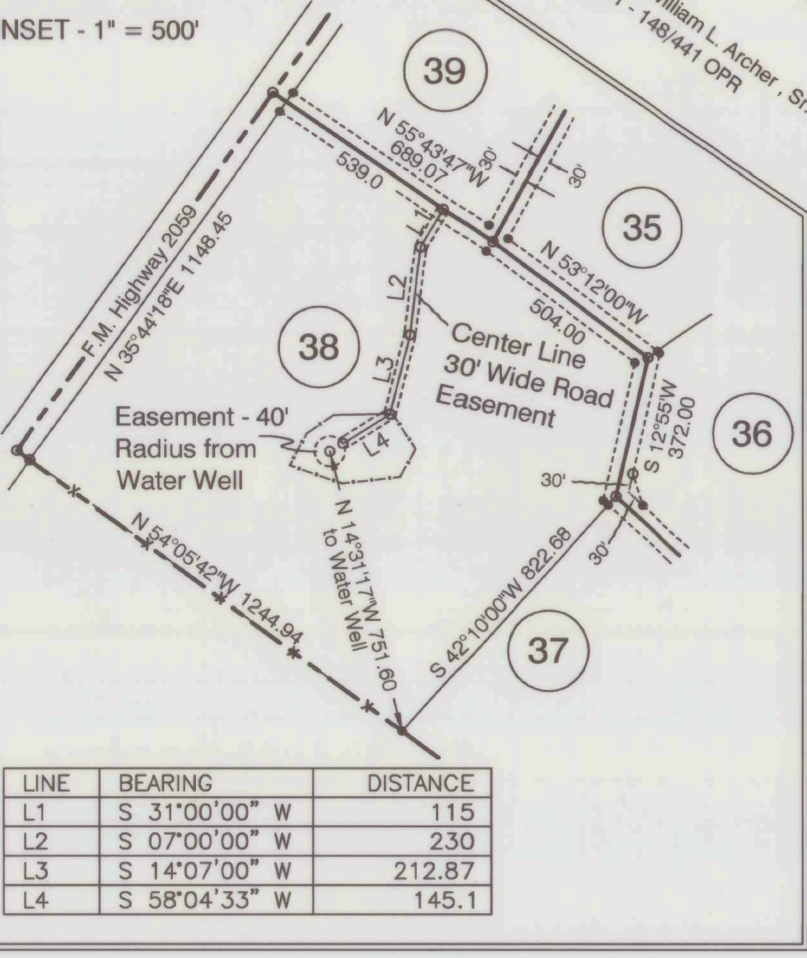 NSET - 1" = 500'
William L. Archer, Sr
- 148/441 OPR
39
N 55°43'47"W
689.07
539.0
30'
30'
35
N 53°12'00"W
504.00
F.M. Highway 2059
N 35°44'18"E 1148.45
L1
L2
L3
L4
38
Center Line
30' Wide Road
Easement
Easement - 40'
Radius from
Water Well
S 12°55'W
372.00
36
30'
30'
N 54°05'42"W 1244.94
N 14°31'17"W 751.60
to Water Well
S 42°10'00"W 822.68
37
LINE BEARING DISTANCE
L1 S 31°00'00" W 115
L2 S 07°00'00" W 230
L3 S 14°07'00" W 212.87
L4 S 58°04'33" W 145.1